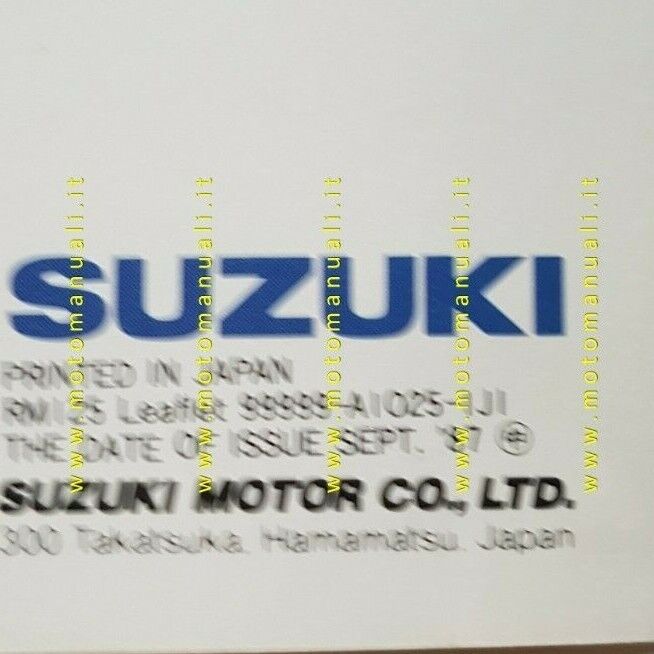 SUZUKI
PRINTED IN JAPAN
RM125 Leaflet 99999-A1025-1J1
THE DATE OF ISSUE SEPT. '87
SUZUKI MOTOR CO., LTD.
300 Takatsuka, Hamamatsu, Japan
www.motomanuali.it
www.motomanuali.it
www.motomanuali.it
www.motomanuali.it
www.motomanuali.it